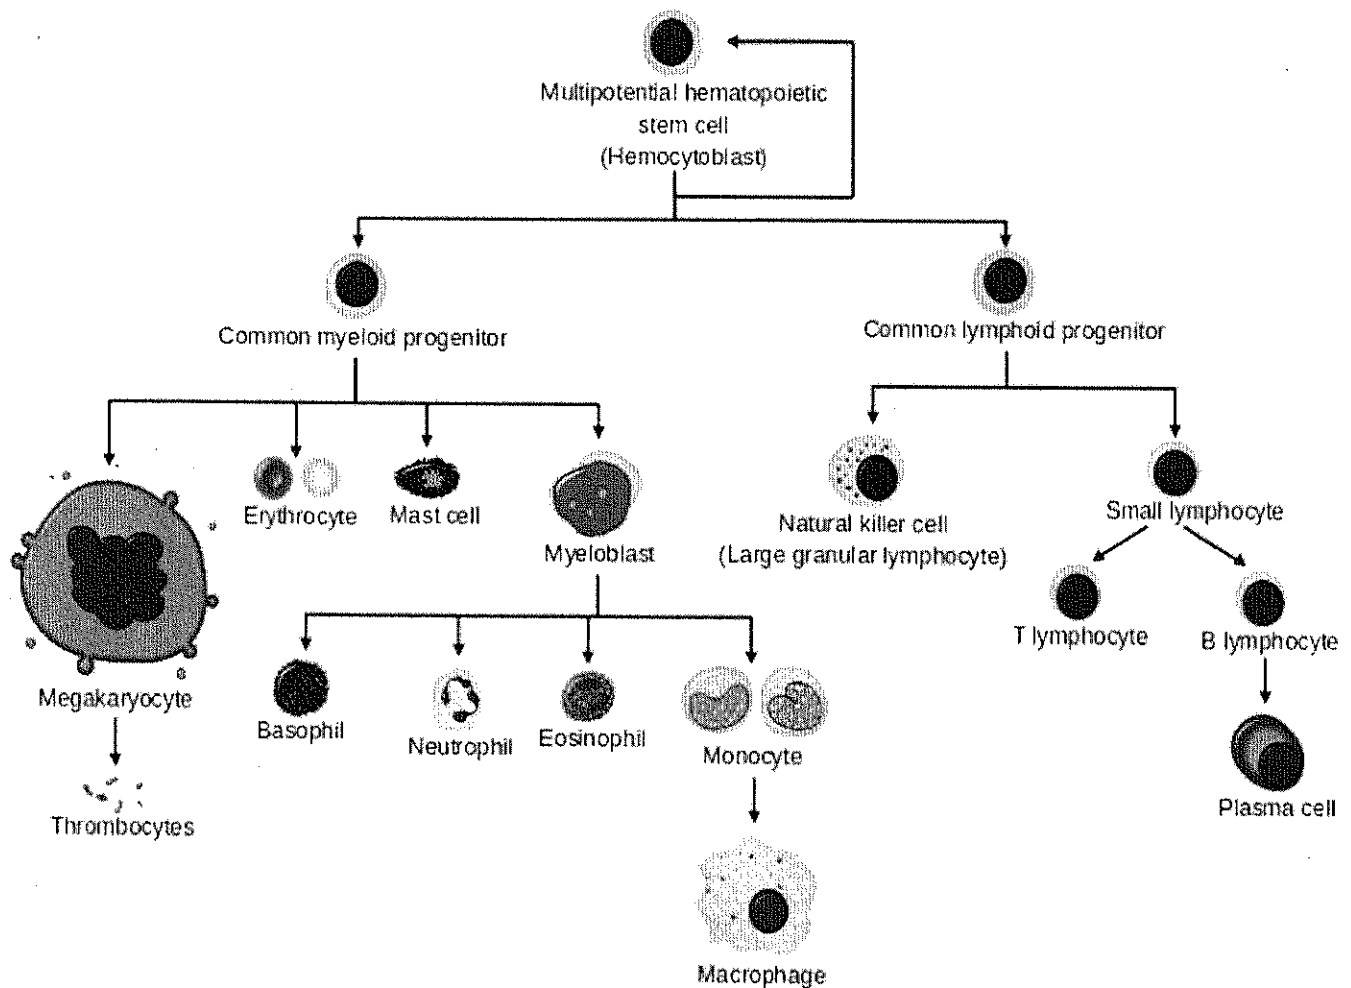 Multipotential hematopoietic
stem cell
(Hemocytoblast)
Common myeloid progenitor
Common lymphoid progenitor
Erythrocyte
Mast cell
Myeloblast
Natural killer cell
(Large granular lymphocyte)
Small lymphocyte
T lymphocyte
B lymphocyte
Megakaryocyte
Basophil
Neutrophil
Eosinophil
Monocyte
Plasma cell
Thrombocytes
Macrophage